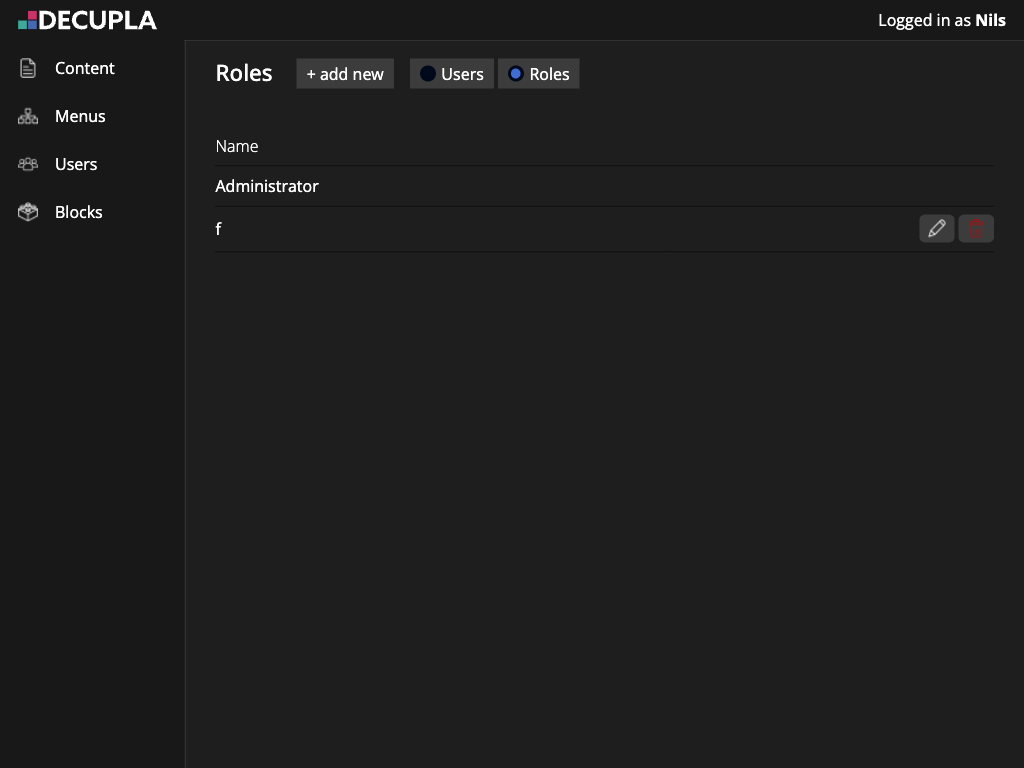 DECUPLA
Logged in as Nils
Content
Menus
Users
Blocks
Roles
+ add new
Users
Roles
Name
Administrator
f